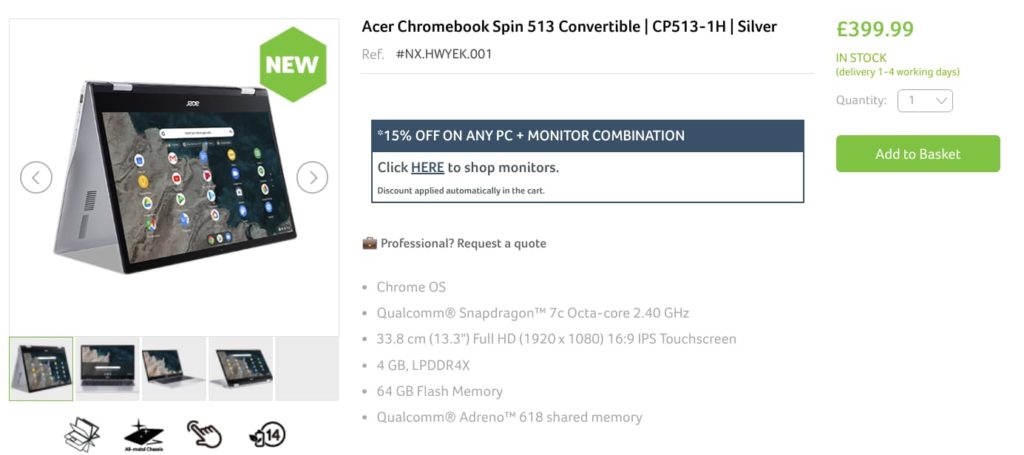 Acer Chromebook Spin 513 Convertible | CP513-1H | Silver
Ref. #NX.HWYEK.001
NEW
acer
*15% OFF ON ANY PC + MONITOR COMBINATION
Click HERE to shop monitors.
Discount applied automatically in the cart.
💼 Professional? Request a quote
• Chrome OS
• Qualcomm® Snapdragon™ 7c Octa-core 2.40 GHz
• 33.8 cm (13.3") Full HD (1920 x 1080) 16:9 IPS Touchscreen
• 4 GB, LPDDR4X
• 64 GB Flash Memory
• Qualcomm® Adreno™ 618 shared memory
All-metal Chassis
14
£399.99
IN STOCK
(delivery 1-4 working days)
Quantity: 1
Add to Basket